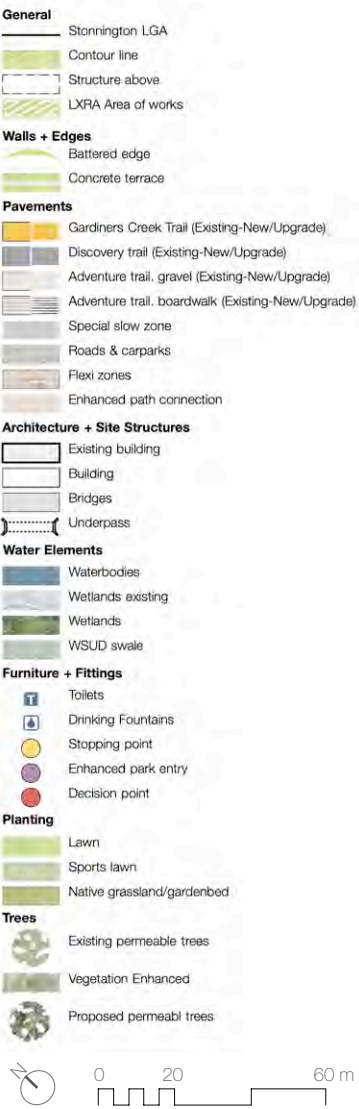 General
Stonnington LGA
Contour line
Structure above
LXRA Area of works
Walls + Edges
Battered edge
Concrete terrace
Pavements
Gardiners Creek Trail (Existing-New/Upgrade)
Discovery trail (Existing-New/Upgrade)
Adventure trail. gravel (Existing-New/Upgrade)
Adventure trail. boardwalk (Existing-New/Upgrade)
Special slow zone
Roads & carparks
Flexi zones
Enhanced path connection
Architecture + Site Structures
Existing building
Building
Bridges
Underpass
Water Elements
Waterbodies
Wetlands existing
Wetlands
WSUD swale
Furniture + Fittings
T Toilets
Drinking Fountains
Stopping point
Enhanced park entry
Decision point
Planting
Lawn
Sports lawn
Native grassland/gardenbed
Trees
Existing permeable trees
Vegetation Enhanced
Proposed permeabl trees
N 0 20 60 m